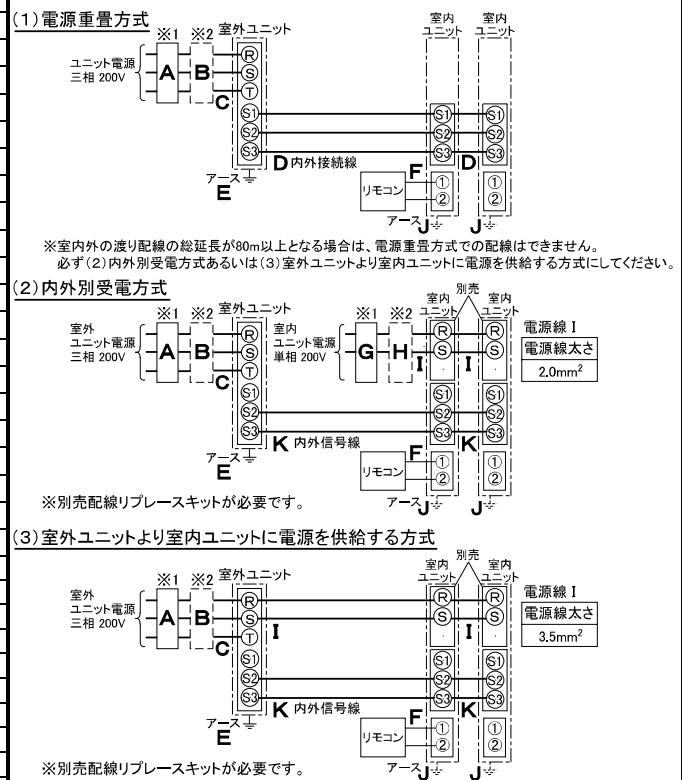 (1)電源重畳方式
※1 ※2 室外ユニット
室内
ユニット
室内
ユニット
ユニット電源
三相 200V
A
B
C
R
S
T
S1
S2
S3
S1
S2
S3
S1
S2
S3
D 内外接続線
D
アース
E
F
リモコン
①
②
①
②
アース J
J
※室内外の渡り配線の総延長が80m以上となる場合は、電源重畳方式での配線はできません。
必ず(2)内外別受電方式あるいは(3)室外ユニットより室内ユニットに電源を供給する方式にしてください。
(2)内外別受電方式
※1 ※2 室外ユニット
※1 ※2
室内
ユニット
別売
室内
ユニット
室外
ユニット電源
三相 200V
A
B
C
R
S
T
S1
S2
S3
室内
ユニット電源
単相 200V
G
H
I
I
R
S
S1
S2
S3
R
S
S1
S2
S3
電源線 I
電源線太さ
2.0mm²
K 内外信号線
K
アース
E
F
リモコン
①
②
①
②
アース J
J
※別売配線リプレースキットが必要です。
(3)室外ユニットより室内ユニットに電源を供給する方式
※1 ※2 室外ユニット
室内
ユニット
別売
室内
ユニット
室外
ユニット電源
三相 200V
A
B
C
R
S
T
S1
S2
S3
I
I
R
S
S1
S2
S3
R
S
S1
S2
S3
電源線 I
電源線太さ
3.5mm²
K 内外信号線
K
アース
E
F
リモコン
①
②
①
②
アース J
J
※別売配線リプレースキットが必要です。